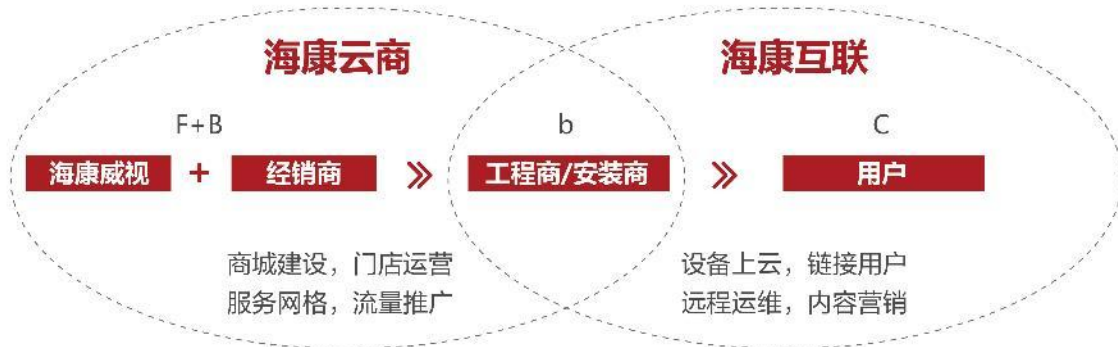 海康云商
海康互联
F+B
b
C
海康威视 + 经销商 >> 工程商/安装商 >> 用户
商城建设，门店运营
服务网格，流量推广
设备上云，链接用户
远程运维，内容营销